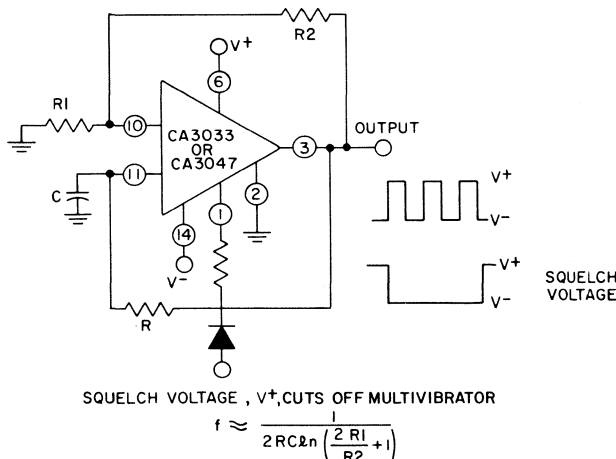 R2
V+
6
R1
10
CA3033
OR
CA3047
3
OUTPUT
11
C
1
2
14
V-
R
V+
V-
V+
V-
SQUELCH
VOLTAGE
SQUELCH VOLTAGE , V+, CUTS OFF MULTIVIBRATOR
f ≈ 1 / 2RCℓn (2 R1 / R2 + 1)